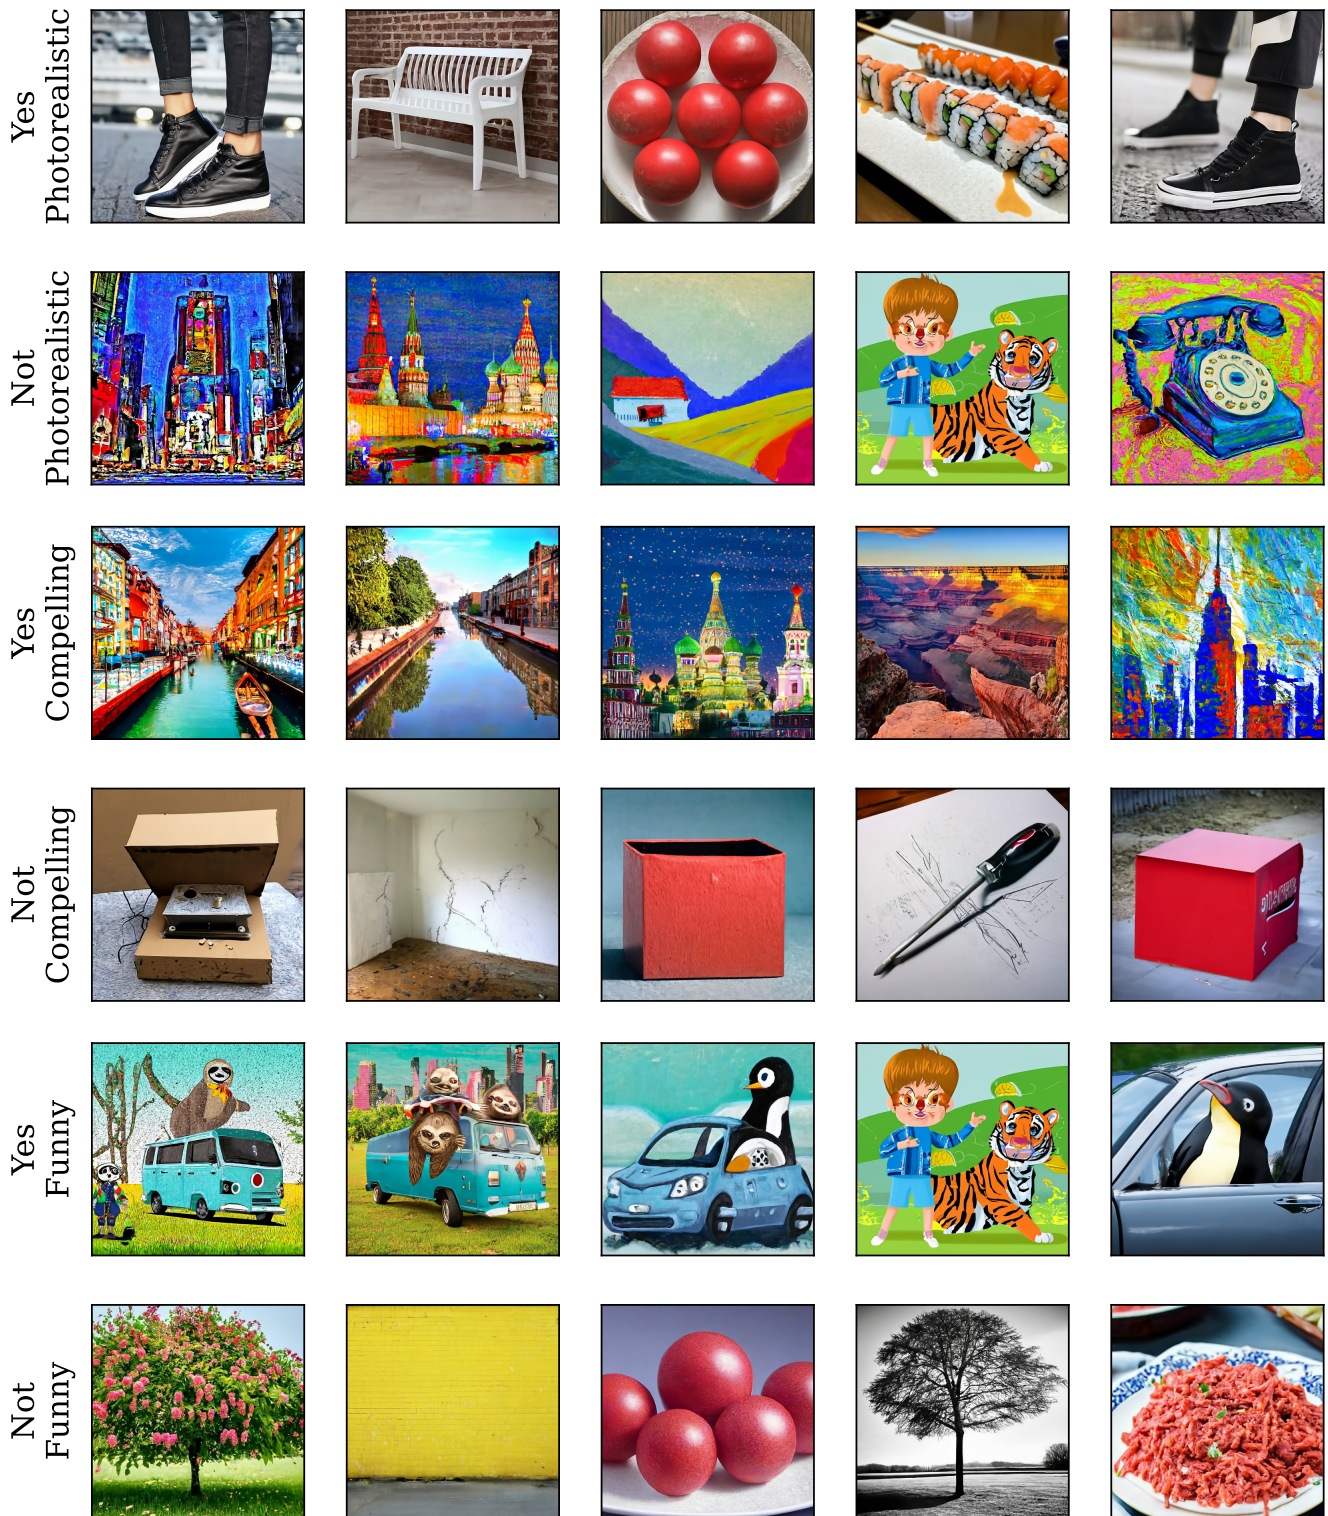 Yes
Photorealistic
Not
Photorealistic
Yes
Compelling
Not
Compelling
Yes
Funny
Not
Funny